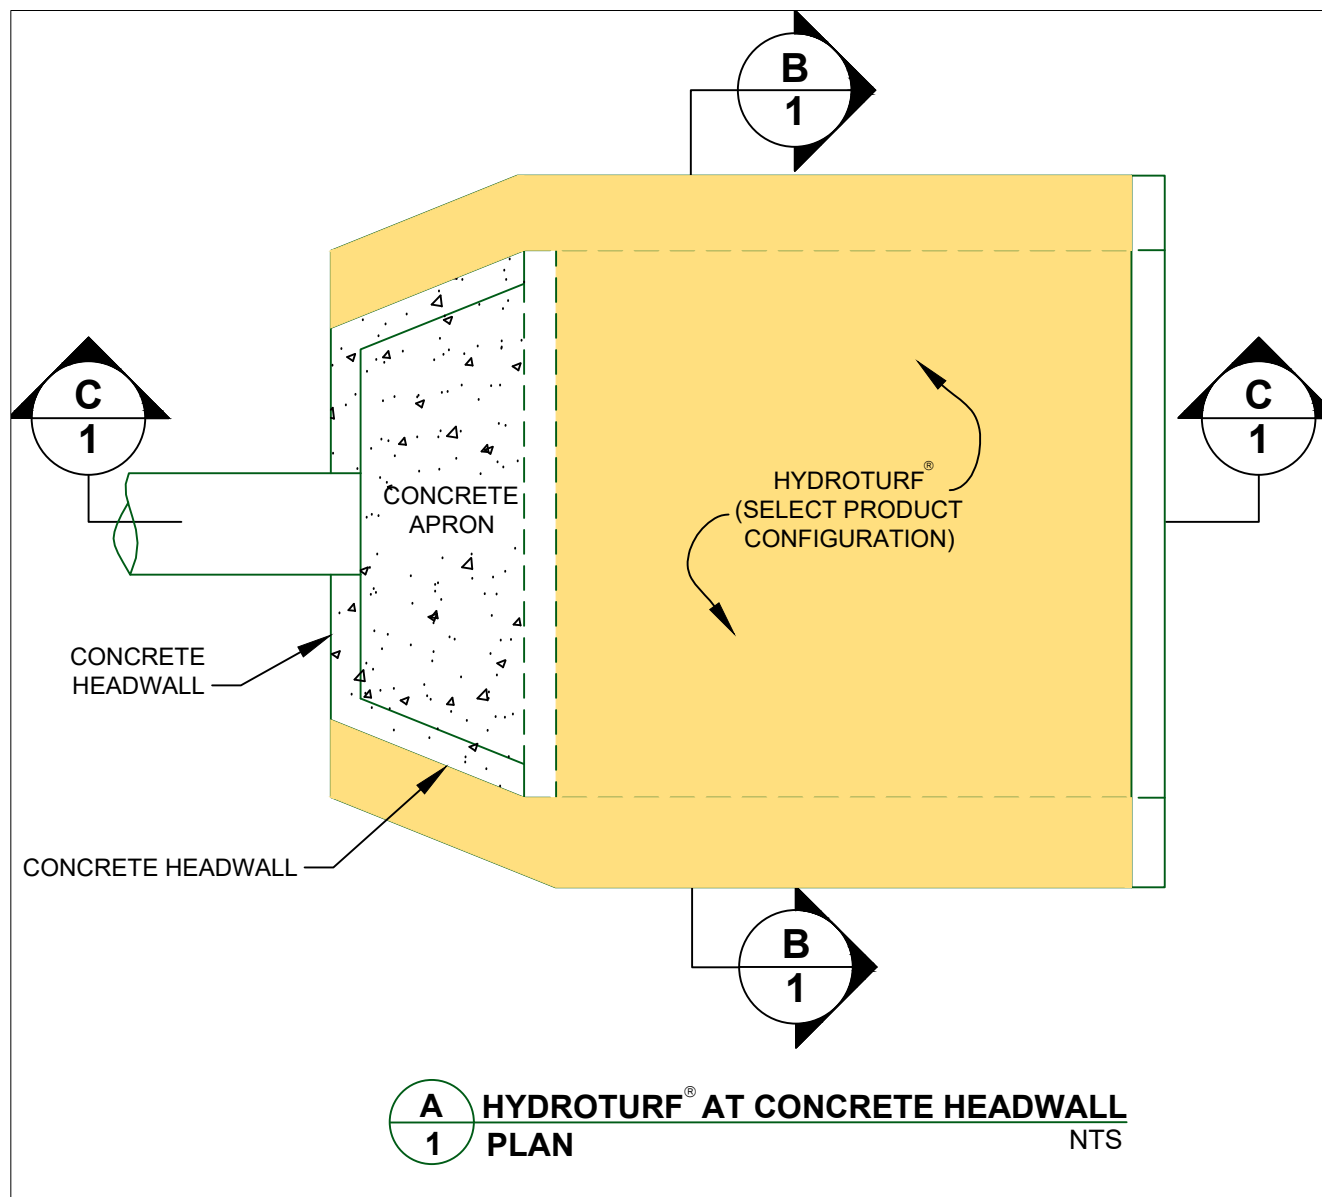 B
1
C
1
C
1
HYDROTURF®
(SELECT PRODUCT
CONFIGURATION)
CONCRETE
APRON
CONCRETE
HEADWALL
CONCRETE HEADWALL
B
1
A
1
HYDROTURF® AT CONCRETE HEADWALL
PLAN
NTS